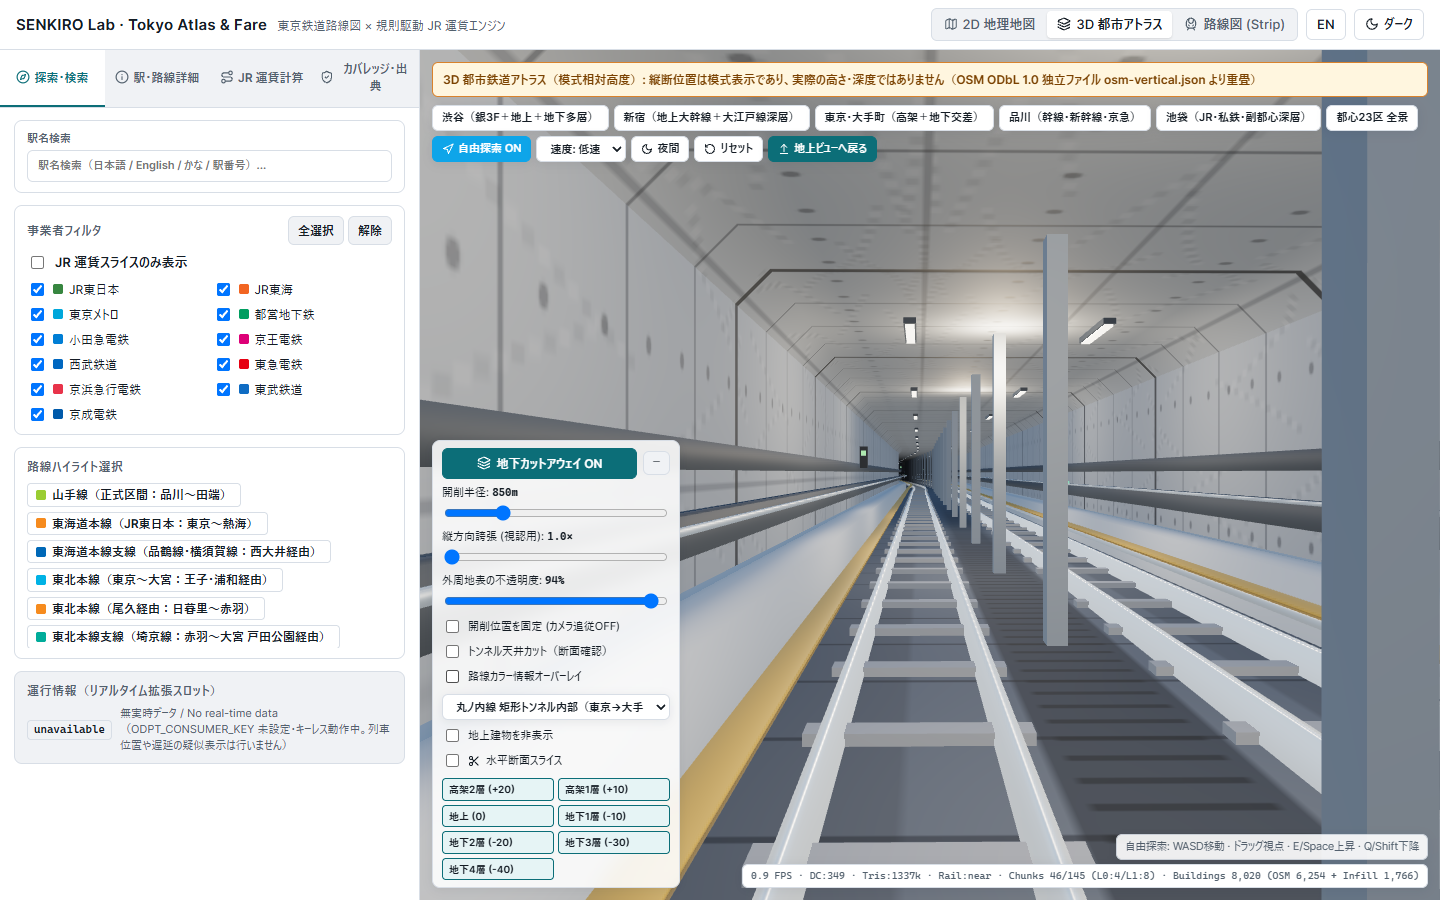 SENKIRO Lab · Tokyo Atlas & Fare 東京鉄道路線図 × 規則駆動 JR 運賃エンジン
2D 地理地図 3D 都市アトラス 路線図 (Strip) EN ダーク
探索・検索 駅・路線詳細 JR 運賃計算 カバレッジ・出典
3D 都市鉄道アトラス（模式相対高度）: 縦断位置は模式表示であり、実際の高さ・深度ではありません（OSM ODbL 1.0 独立ファイル osm-vertical.json より重畳）
渋谷（銀3F＋地上＋地下多層） 新宿（地上大幹線＋大江戸線深層） 東京・大手町（高架＋地下交差） 品川（幹線・新幹線・京急） 池袋（JR・私鉄・副都心深層） 都心23区 全景
自由探索 ON 速度: 低速 夜間 リセット 地上ビューへ戻る
駅名検索
駅名検索（日本語 / English / かな / 駅番号）...
事業者フィルタ 全選択 解除
JR 運賃スライスのみ表示
JR東日本 JR東海
東京メトロ 都営地下鉄
小田急電鉄 京王電鉄
西武鉄道 東急電鉄
京浜急行電鉄 東武鉄道
京成電鉄
路線ハイライト選択
山手線（正式区間：品川〜田端）
東海道本線（JR東日本：東京〜熱海）
東海道本線支線（品鶴線・横須賀線：西大井経由）
東北本線（東京〜大宮：王子・浦和経由）
東北本線（尾久経由：日暮里〜赤羽）
東北本線支線（埼京線：赤羽〜大宮 戸田公園経由）
運行情報（リアルタイム拡張スロット）
unavailable
無実時データ / No real-time data
（ODPT_CONSUMER_KEY 未設定・キーレス動作中。列車
位置や遅延の疑似表示は行いません）
地下カットアウェイ ON −
開削半径: 850m
縦方向誇張 (視認用): 1.0×
外周地表の不透明度: 94%
開削位置を固定 (カメラ追従OFF)
トンネル天井カット（断面確認）
路線カラー情報オーバーレイ
丸ノ内線 矩形トンネル内部（東京→大手
地上建物を非表示
水平断面スライス
高架2層 (+20) 高架1層 (+10)
地上 (0) 地下1層 (-10)
地下2層 (-20) 地下3層 (-30)
地下4層 (-40)
自由探索: WASD移動 · ドラッグ視点 · E/Space上昇 · Q/Shift下降
0.9 FPS · DC:349 · Tris:1337k · Rail:near · Chunks 46/145 (L0:4/L1:8) · Buildings 8,020 (OSM 6,254 + Infill 1,766)